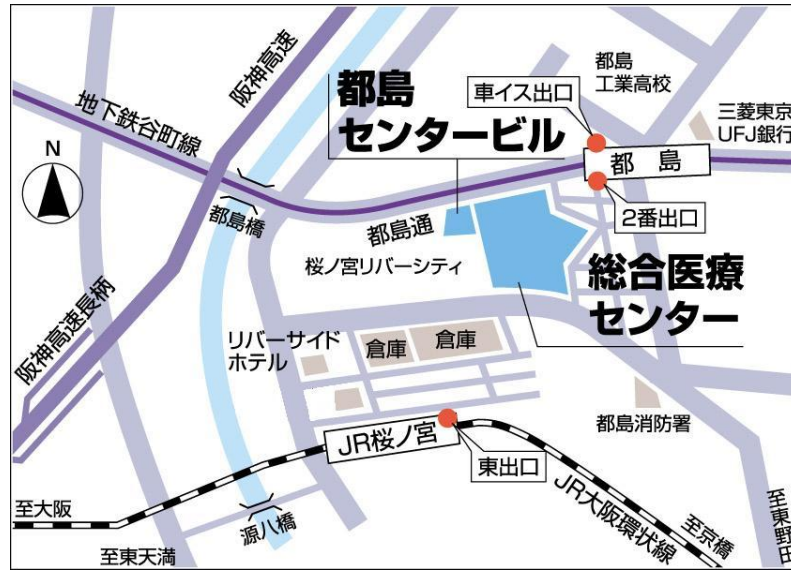 阪神高速
地下鉄谷町線
N
都島
センタービル
車イス出口
都島
工業高校
三菱東京
UFJ銀行
都島
2番出口
都島橋
都島通
桜ノ宮リバーシティ
総合医療
センター
阪神高速長柄
リバーサイド
ホテル
倉庫
倉庫
都島消防署
JR桜ノ宮
東出口
JR大阪環状線
至大阪
源八橋
至東天満
至京橋
至東野田